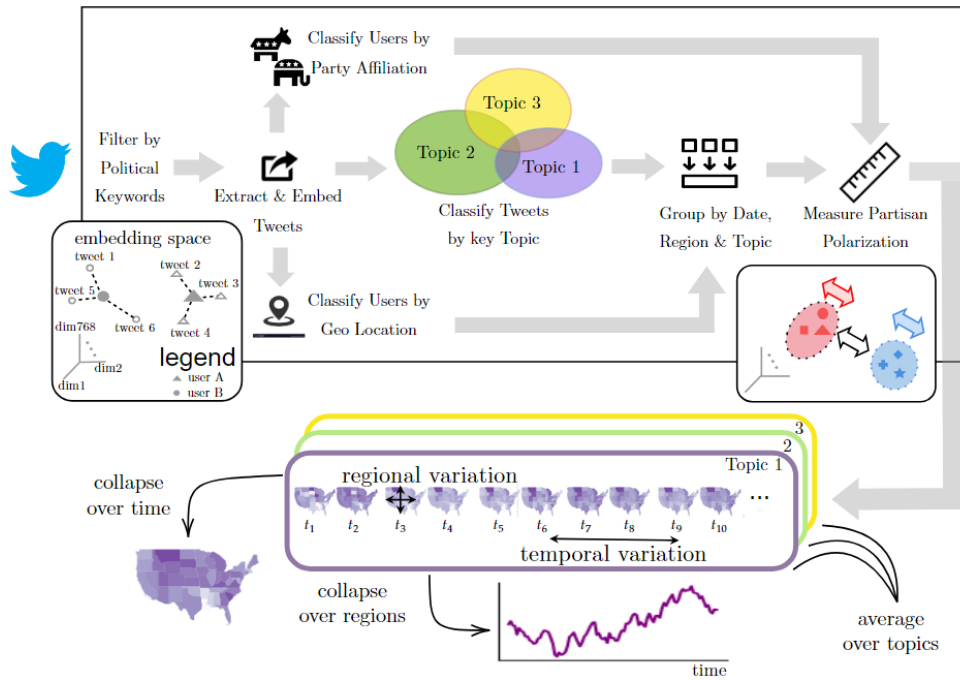 Classify Users by
Party Affiliation
Filter by
Political
Keywords
Extract & Embed
Tweets
Topic 3
Topic 2
Topic 1
Classify Tweets
by key Topic
Group by Date,
Region & Topic
Measure Partisan
Polarization
Classify Users by
Geo Location
embedding space
tweet 1
tweet 2
tweet 5
tweet 3
tweet 6
tweet 4
dim768
dim2
dim1
legend
user A
user B
3
2
Topic 1
regional variation
t1 t2 t3 t4 t5 t6 t7 t8 t9 t10 ...
temporal variation
collapse
over time
collapse
over regions
time
average
over topics